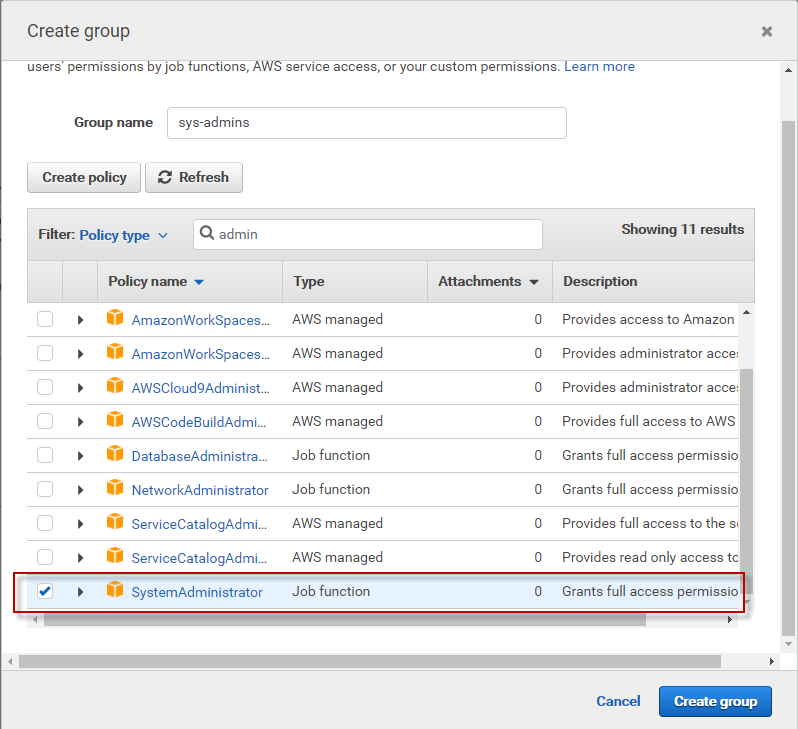 Create group
users' permissions by job functions, AWS service access, or your custom permissions. Learn more
Group name sys-admins
Create policy Refresh
Filter: Policy type admin Showing 11 results
Policy name Type Attachments Description
AmazonWorkSpaces... AWS managed 0 Provides access to Amazon
AmazonWorkSpaces... AWS managed 0 Provides administrator acce
AWSCloud9Administ... AWS managed 0 Provides administrator acce
AWSCodeBuildAdmi... AWS managed 0 Provides full access to AWS
DatabaseAdministra... Job function 0 Grants full access permissio
NetworkAdministrator Job function 0 Grants full access permissio
ServiceCatalogAdmi... AWS managed 0 Provides full access to the s
ServiceCatalogAdmi... AWS managed 0 Provides read only access to
SystemAdministrator Job function 0 Grants full access permissio
Cancel Create group